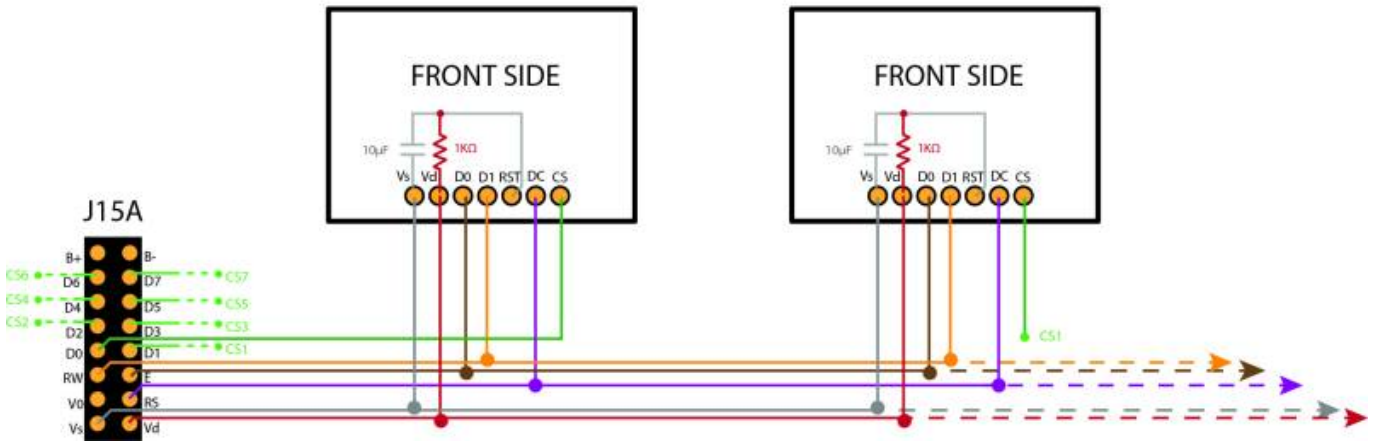 FRONT SIDE
10µF
1KΩ
Vs Vd D0 D1 RST DC CS
FRONT SIDE
10µF
1KΩ
Vs Vd D0 D1 RST DC CS
J15A
B+ B-
CS6 D6 D7 CS7
CS4 D4 D5 CS5
CS2 D2 D3 CS3
D0 D1 CS1
RW E
V0 RS
Vs Vd
CS1